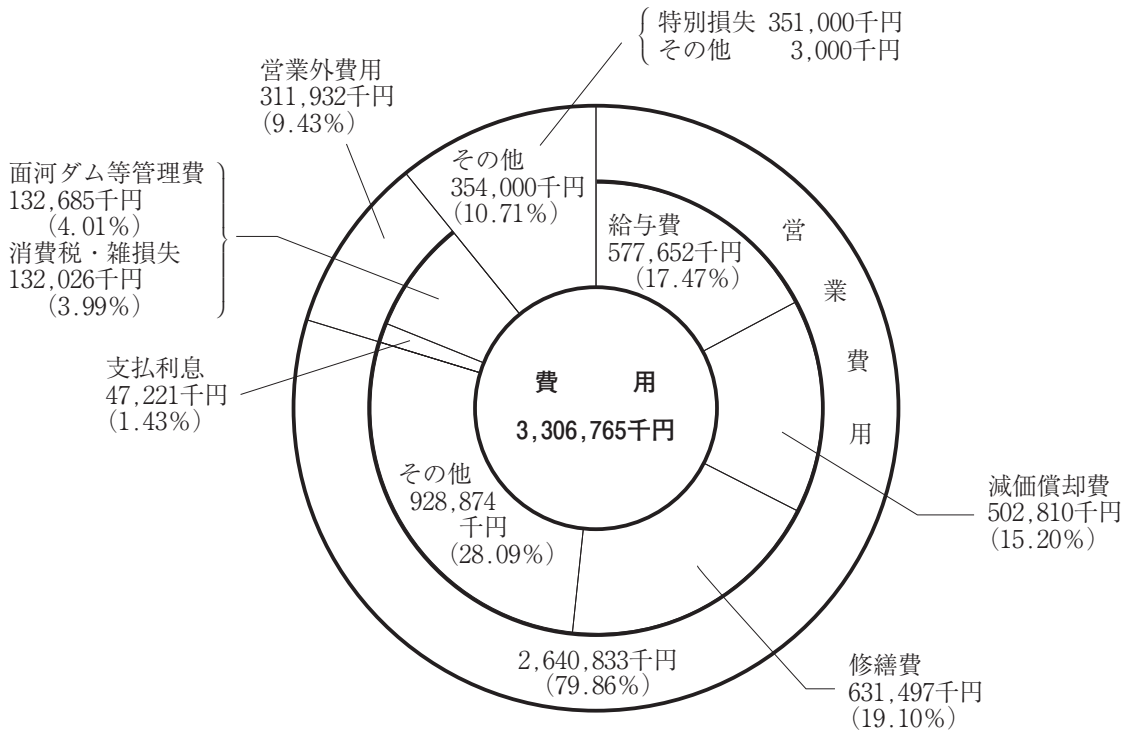 特別損失 351,000千円
その他 3,000千円
営業外費用
311,932千円
(9.43%)
面河ダム等管理費
132,685千円
(4.01%)
消費税・雑損失
132,026千円
(3.99%)
その他
354,000千円
(10.71%)
給与費
577,652千円
(17.47%)
営業費用
支払利息
47,221千円
(1.43%)
費用
3,306,765千円
その他
928,874
千円
(28.09%)
減価償却費
502,810千円
(15.20%)
2,640,833千円
(79.86%)
修繕費
631,497千円
(19.10%)